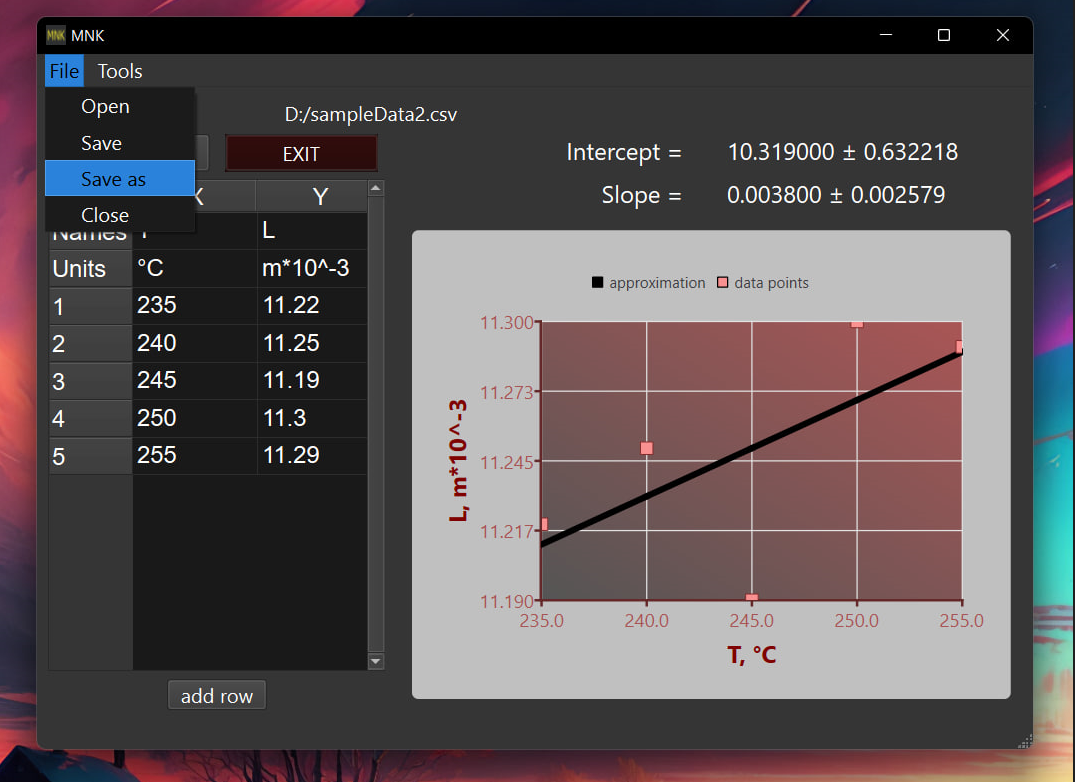 MNK MNK
File Tools
Open
Save
Save as
Close
D:/sampleData2.csv
EXIT
Intercept = 10.319000 ± 0.632218
Slope = 0.003800 ± 0.002579
X Y
Names T L
Units °C m*10^-3
1 235 11.22
2 240 11.25
3 245 11.19
4 250 11.3
5 255 11.29
add row
approximation data points
11.300
11.273
11.245
11.217
11.190
L, m*10^-3
235.0 240.0 245.0 250.0 255.0
T, °C